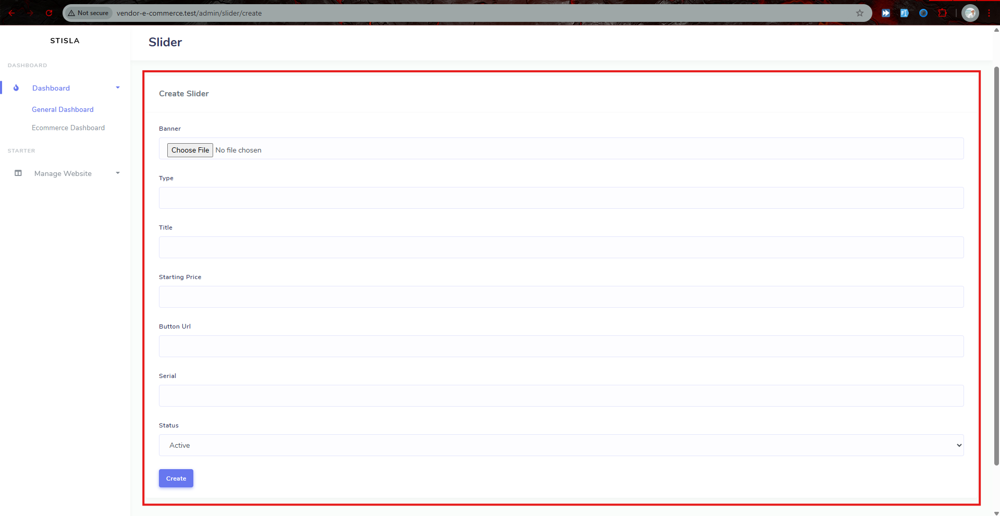 Not secure vendor-e-commerce.test/admin/slider/create
STISLA
DASHBOARD
Dashboard
General Dashboard
Ecommerce Dashboard
STARTER
Manage Website
Slider
Create Slider
Banner
Choose File No file chosen
Type
Title
Starting Price
Button Url
Serial
Status
Active
Create